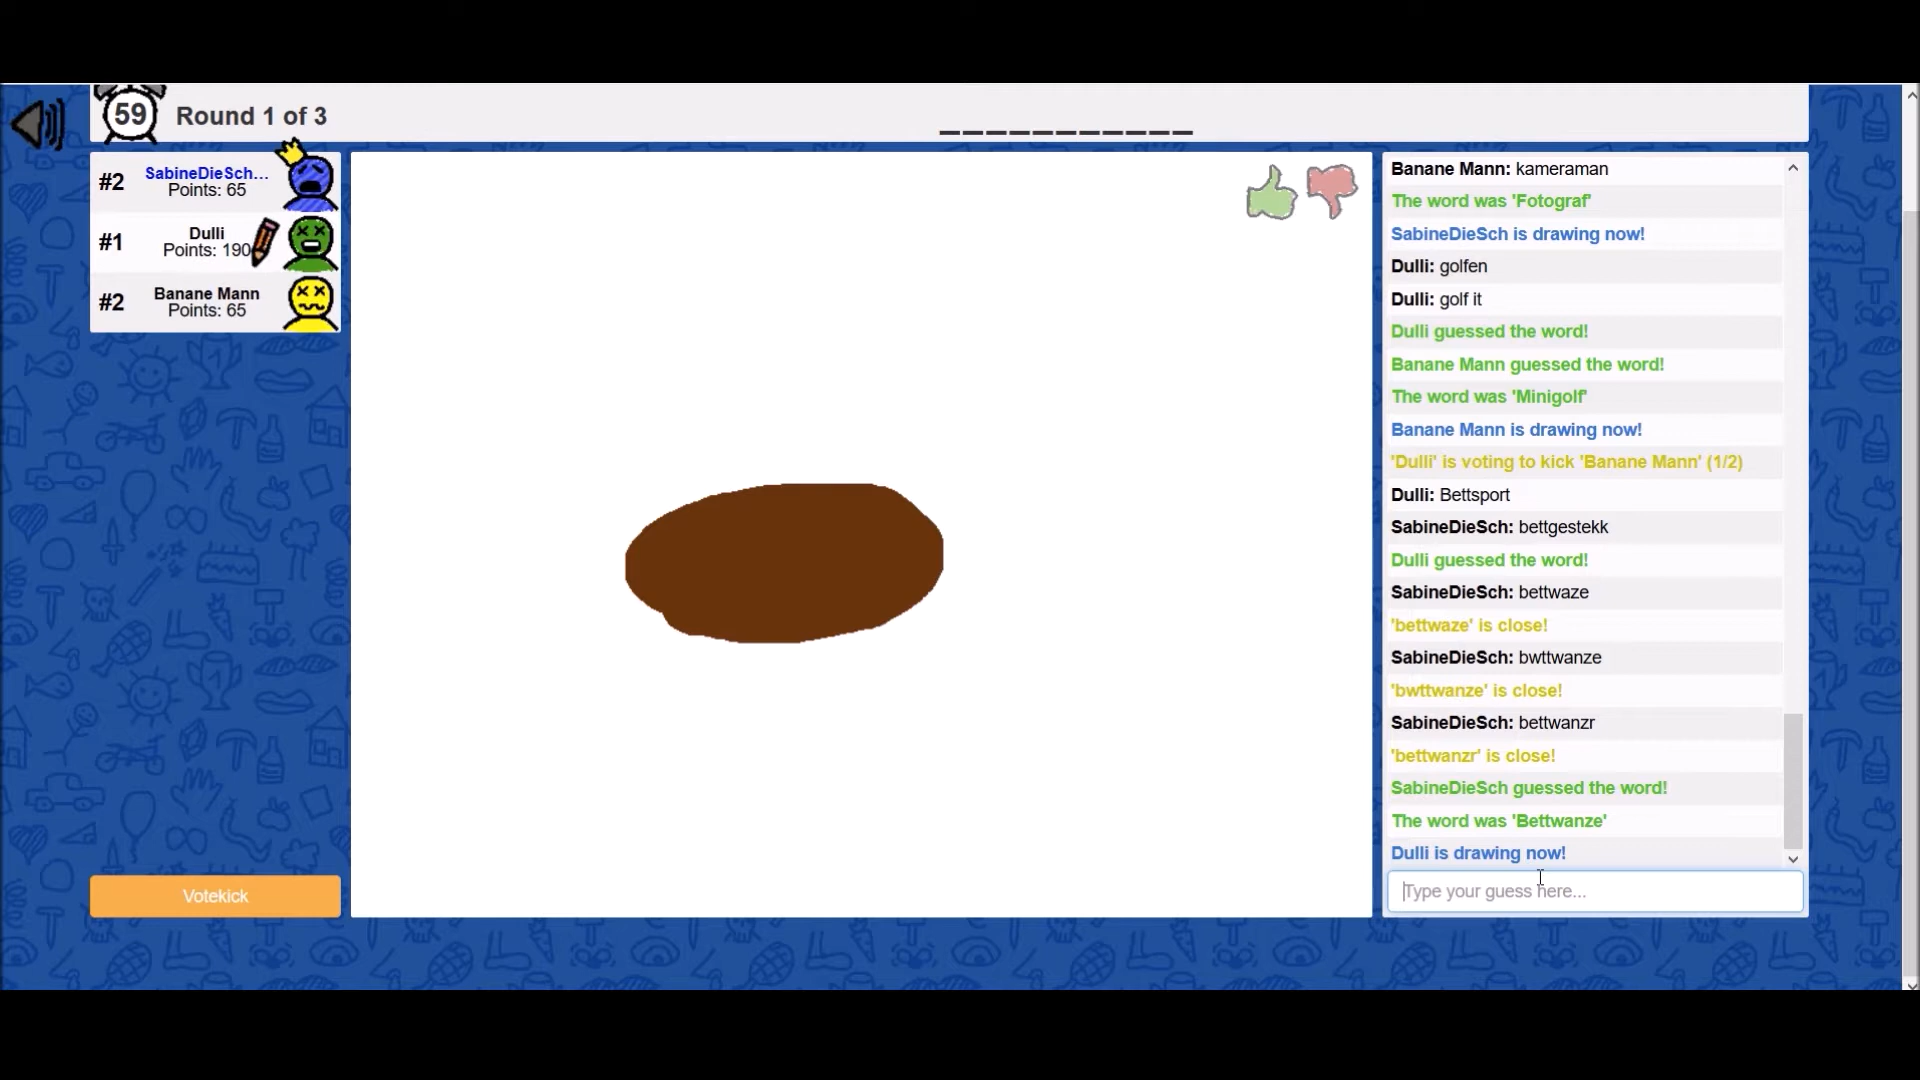 59
Round 1 of 3
___________
#2
SabineDieSch...
Points: 65
#1
Dulli
Points: 190
#2
Banane Mann
Points: 65
Votekick
Banane Mann: kameraman
The word was 'Fotograf'
SabineDieSch is drawing now!
Dulli: golfen
Dulli: golf it
Dulli guessed the word!
Banane Mann guessed the word!
The word was 'Minigolf'
Banane Mann is drawing now!
'Dulli' is voting to kick 'Banane Mann' (1/2)
Dulli: Bettsport
SabineDieSch: bettgestekk
Dulli guessed the word!
SabineDieSch: bettwaze
'bettwaze' is close!
SabineDieSch: bwttwanze
'bwttwanze' is close!
SabineDieSch: bettwanzr
'bettwanzr' is close!
SabineDieSch guessed the word!
The word was 'Bettwanze'
Dulli is drawing now!
Type your guess here...